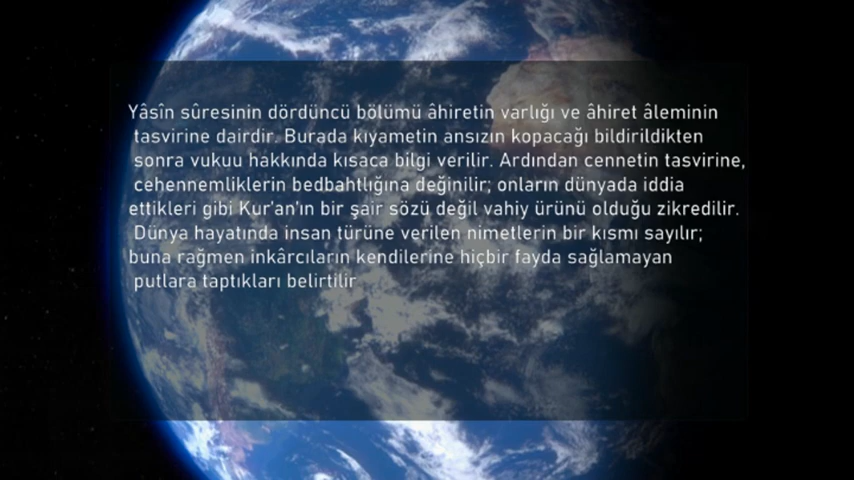 Yâsîn sûresinin dördüncü bölümü âhiretin varlığı ve âhiret âleminin
tasvirine dairdir. Burada kıyametin ansızın kopacağı bildirildikten
sonra vukuu hakkında kısaca bilgi verilir. Ardından cennetin tasvirine,
cehennemliklerin bedbahtlığına değinilir; onların dünyada iddia
ettikleri gibi Kur'an'ın bir şair sözü değil vahiy ürünü olduğu zikredilir.
Dünya hayatında insan türüne verilen nimetlerin bir kısmı sayılır;
buna rağmen inkârcıların kendilerine hiçbir fayda sağlamayan
putlara taptıkları belirtilir